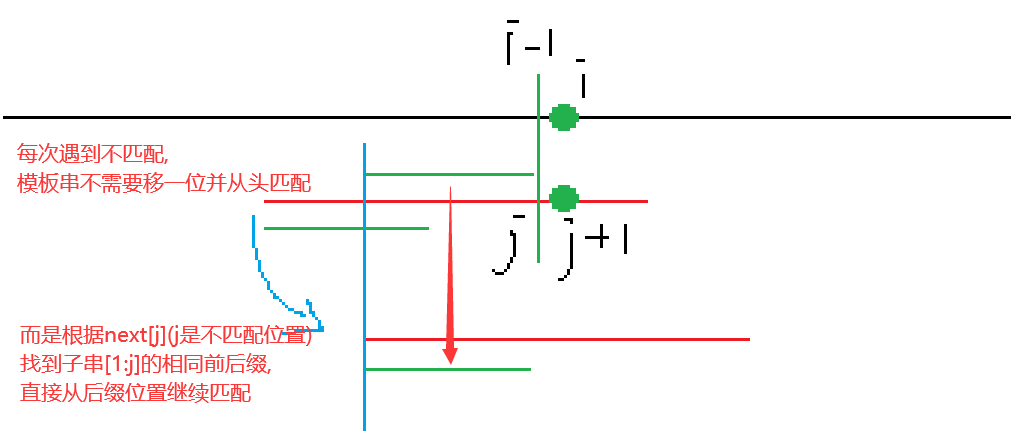 i-1
i
每次遇到不匹配,
模板串不需要移一位并从头匹配
j
j+1
而是根据next[j](j是不匹配位置)
找到子串[1:j]的相同前后缀,
直接从后缀位置继续匹配